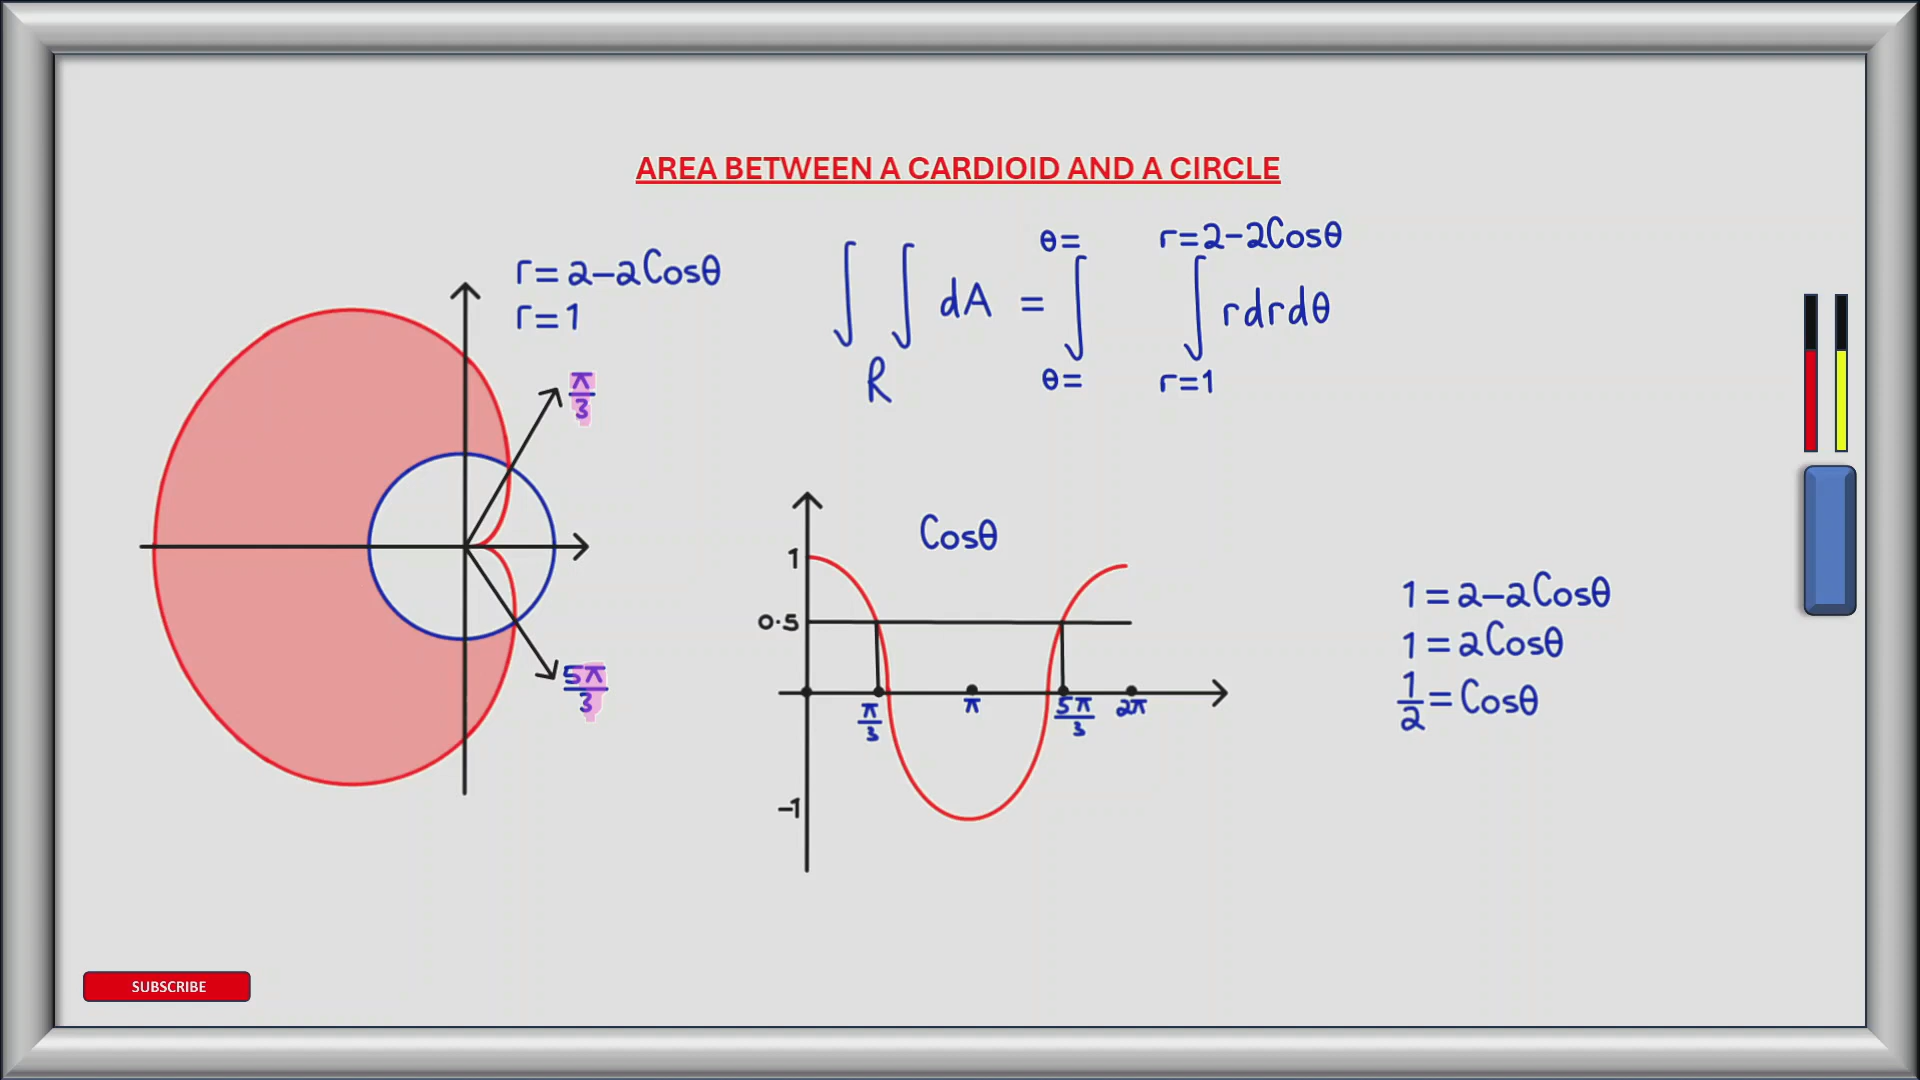 AREA BETWEEN A CARDIOID AND A CIRCLE
r=2-2Cosθ
r=1
π/3
5π/3
∫∫ dA = ∫ ∫ rdrdθ
R
θ=
θ=
r=2-2Cosθ
r=1
Cosθ
1
0.5
-1
π/3
π
5π/3
2π
1=2-2Cosθ
1=2Cosθ
1/2=Cosθ
SUBSCRIBE